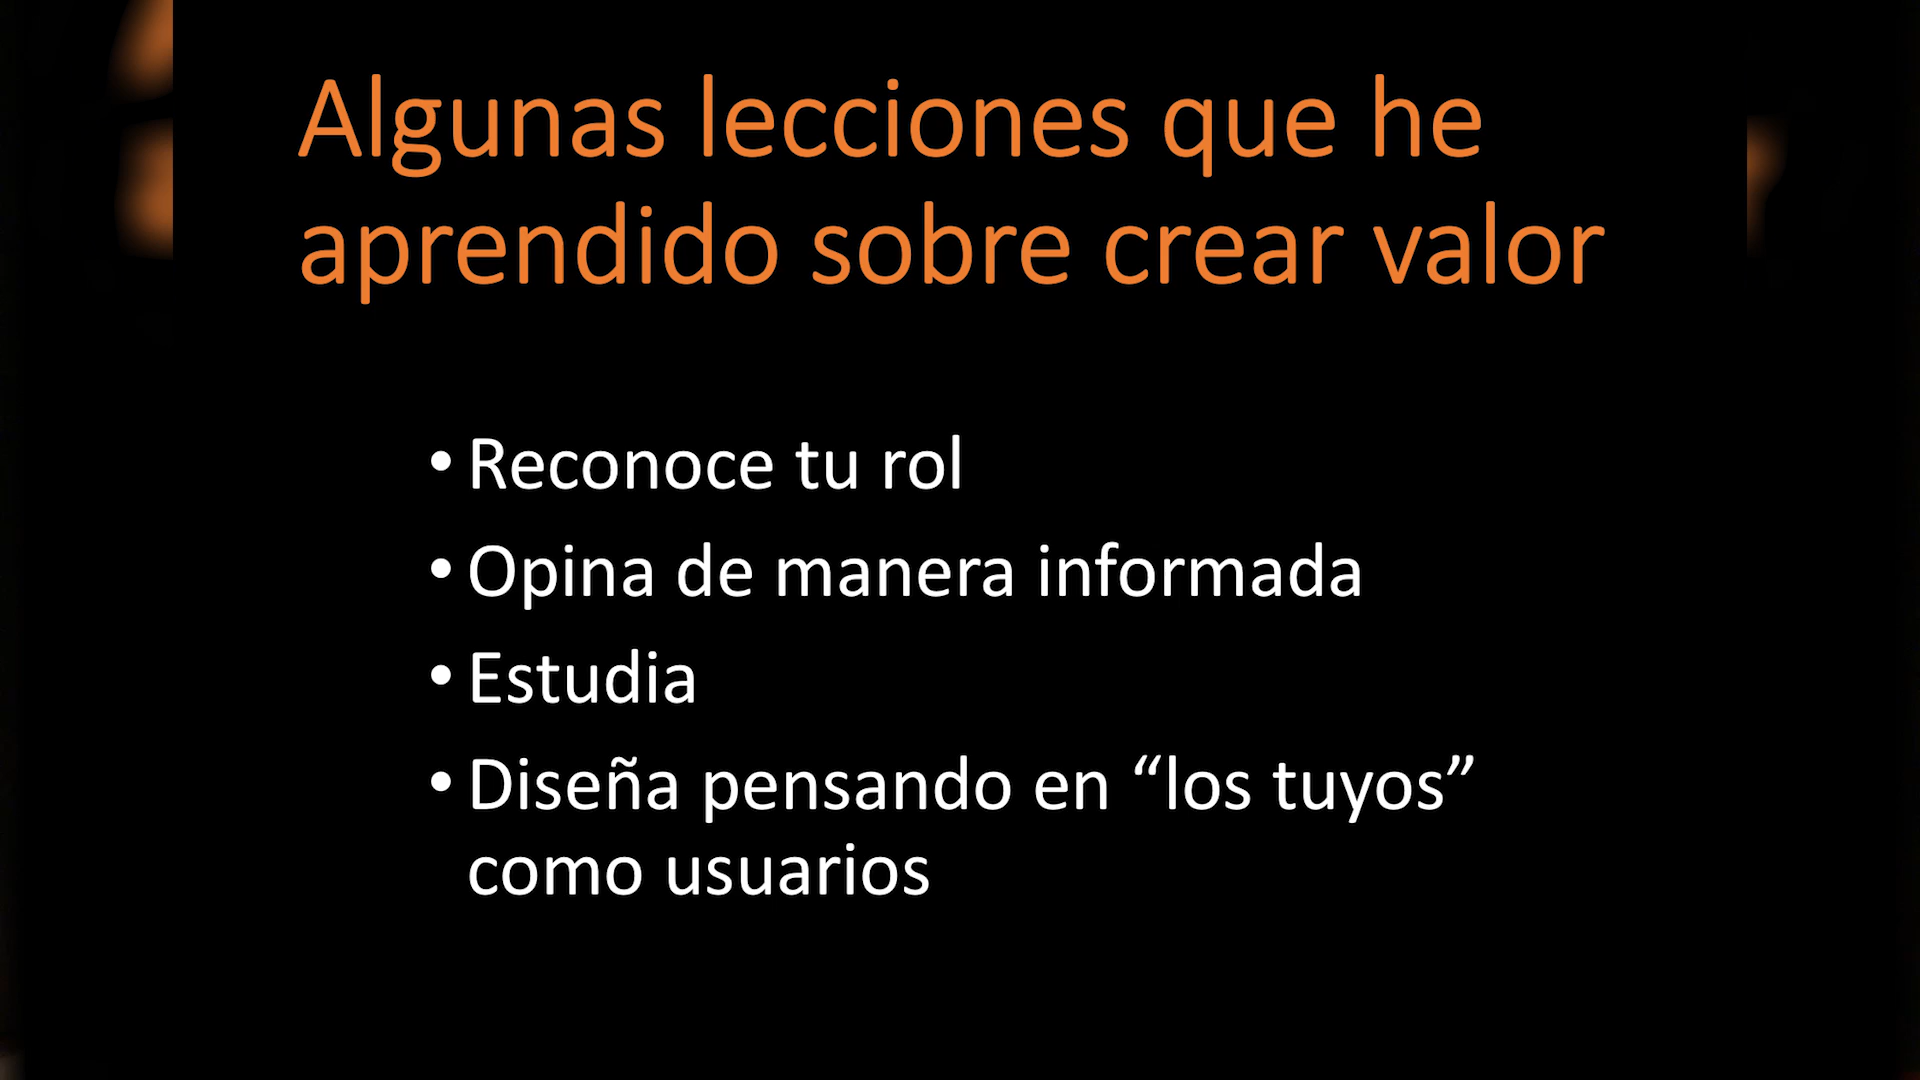 Algunas lecciones que he
aprendido sobre crear valor
• Reconoce tu rol
• Opina de manera informada
• Estudia
• Diseña pensando en “los tuyos”
como usuarios